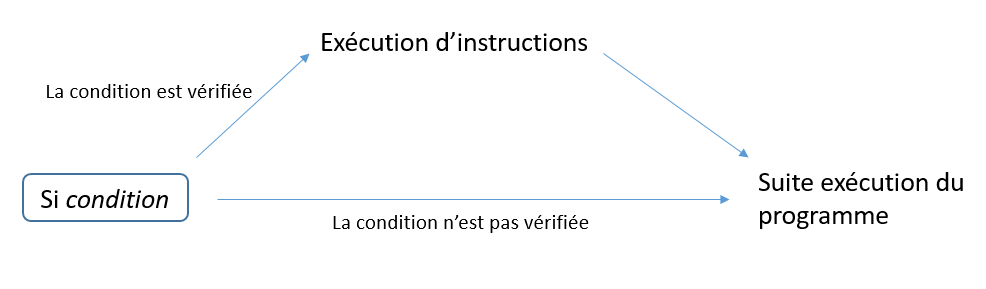 Exécution d’instructions
La condition est vérifiée
Si condition
Suite exécution du
programme
La condition n’est pas vérifiée